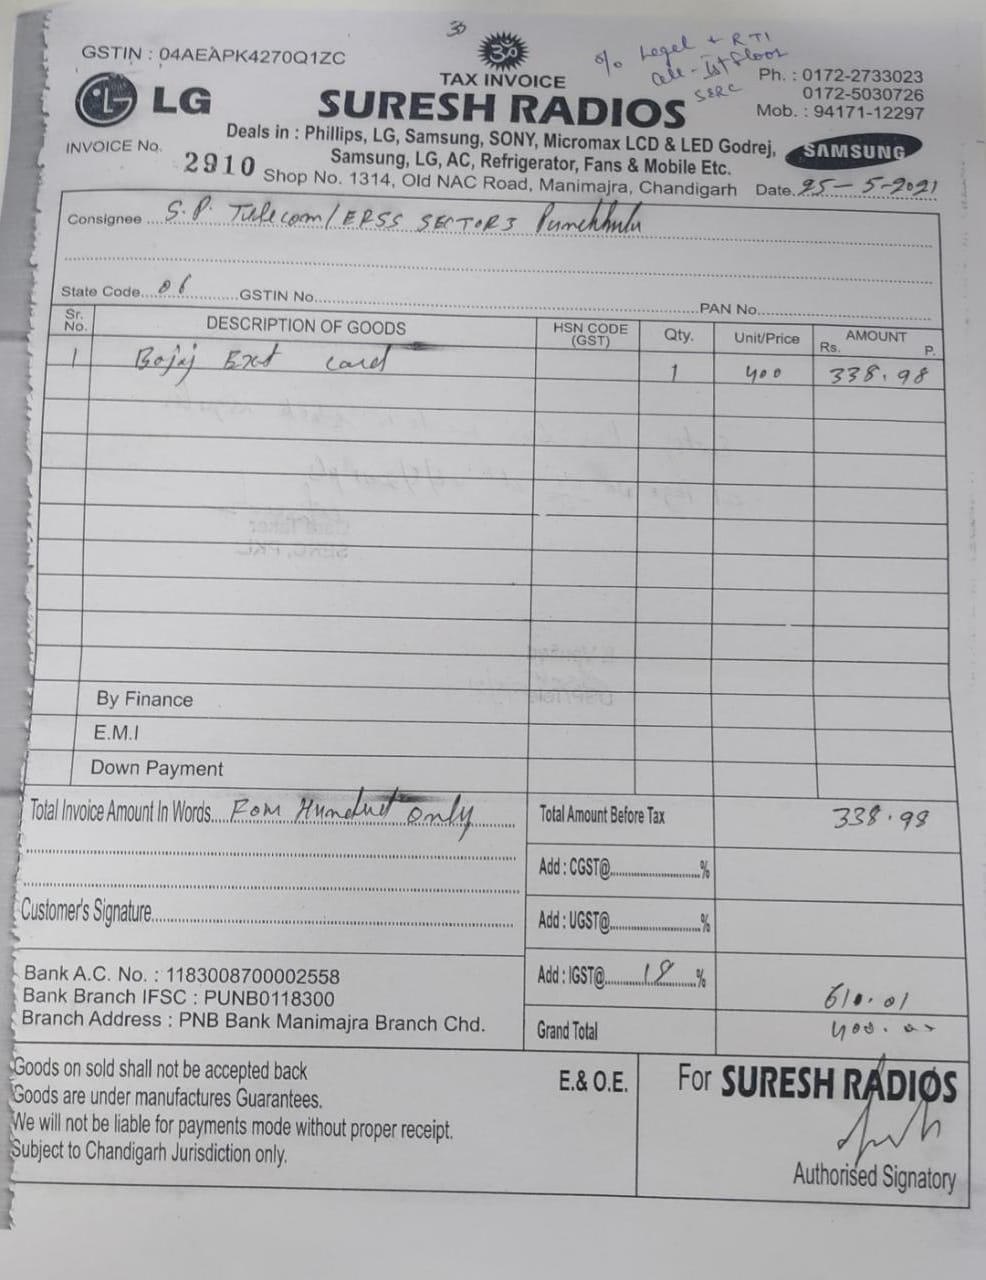 ॐ
GSTIN : 04AEAPK4270Q1ZC
ॐ
TAX INVOICE
% Legal & RTI
Cell - Ist floor
SERC
Ph. : 0172-2733023
0172-5030726
Mob. : 94171-12297
LG
SURESH RADIOS
Deals in : Phillips, LG, Samsung, SONY, Micromax LCD & LED Godrej,
Samsung, LG, AC, Refrigerator, Fans & Mobile Etc.
SAMSUNG
INVOICE No. 2910
Shop No. 1314, Old NAC Road, Manimajra, Chandigarh
Date. 25-5-2021
Consignee S.P. Telecom/ERSS SECTOR 3 Punchkula
State Code 06 GSTIN No. PAN No.
Sr. No. DESCRIPTION OF GOODS HSN CODE (GST) Qty. Unit/Price AMOUNT Rs. P.
1 Bajaj Ext card 1 400 338.98
By Finance
E.M.I
Down Payment
Total Invoice Amount In Words Four Hundred only
Total Amount Before Tax 338.98
Add : CGST@ %
Add : UGST@ %
Customer's Signature
Add : IGST@ 18 %
Bank A.C. No. : 1183008700002558
Bank Branch IFSC : PUNB0118300
Branch Address : PNB Bank Manimajra Branch Chd.
Grand Total 400.00
Goods on sold shall not be accepted back
Goods are under manufactures Guarantees.
We will not be liable for payments mode without proper receipt.
Subject to Chandigarh Jurisdiction only.
E.& O.E.
For SURESH RADIOS
Authorised Signatory